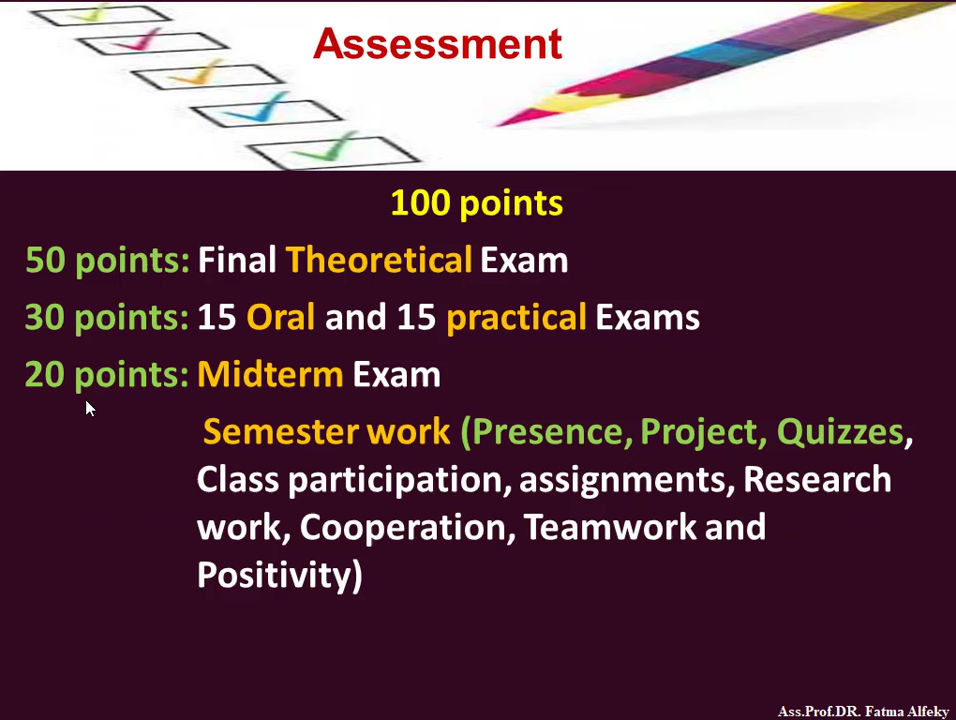 Assessment
100 points
50 points: Final Theoretical Exam
30 points: 15 Oral and 15 practical Exams
20 points: Midterm Exam
Semester work (Presence, Project, Quizzes,
Class participation, assignments, Research
work, Cooperation, Teamwork and
Positivity)
Ass.Prof.DR. Fatma Alfeky